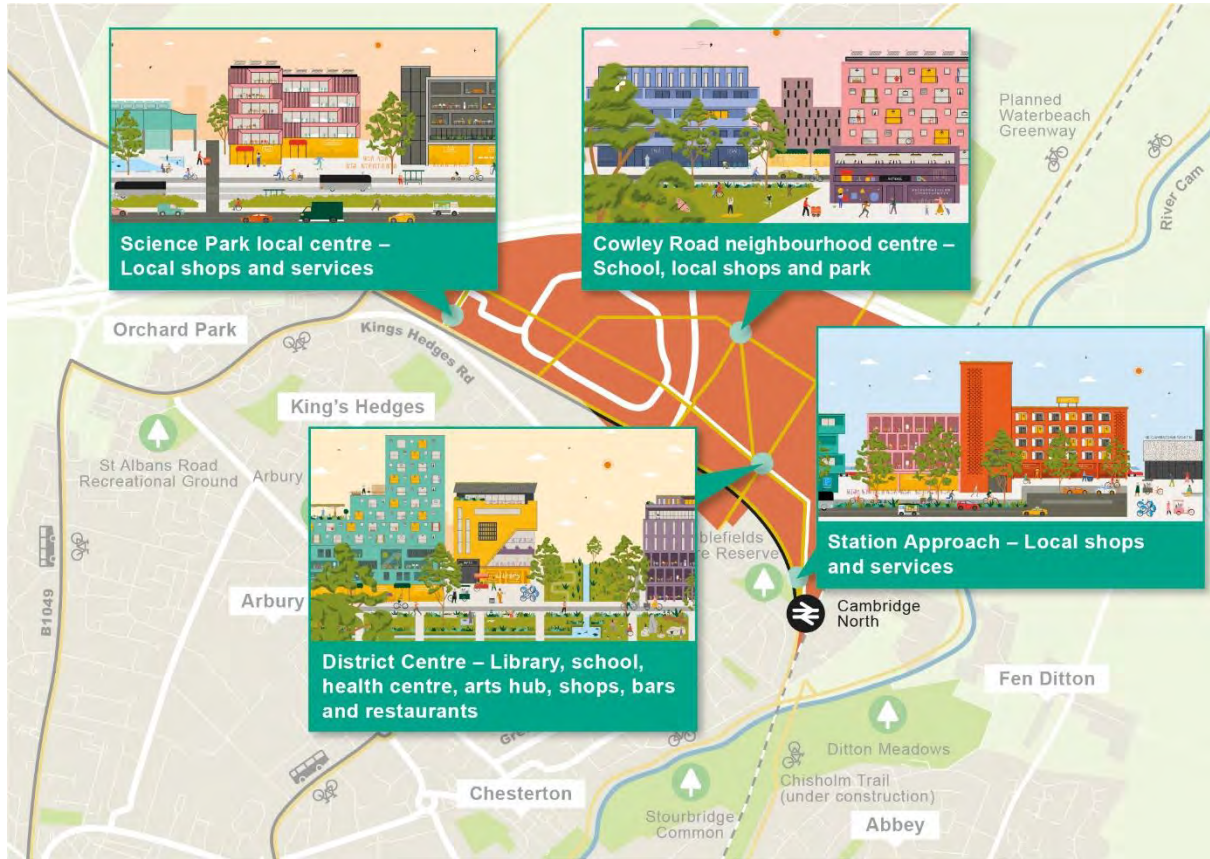 Science Park local centre –
Local shops and services
Cowley Road neighbourhood centre –
School, local shops and park
Planned
Waterbeach
Greenway
River Cam
Orchard Park
Kings Hedges Rd
King's Hedges
St Albans Road
Recreational Ground
Arbury
Station Approach – Local shops
and services
Reserve
B1049
Arbury
Cambridge
North
District Centre – Library, school,
health centre, arts hub, shops, bars
and restaurants
Fen Ditton
Ditton Meadows
Chisholm Trail
(under construction)
Chesterton
Stourbridge
Common
Abbey